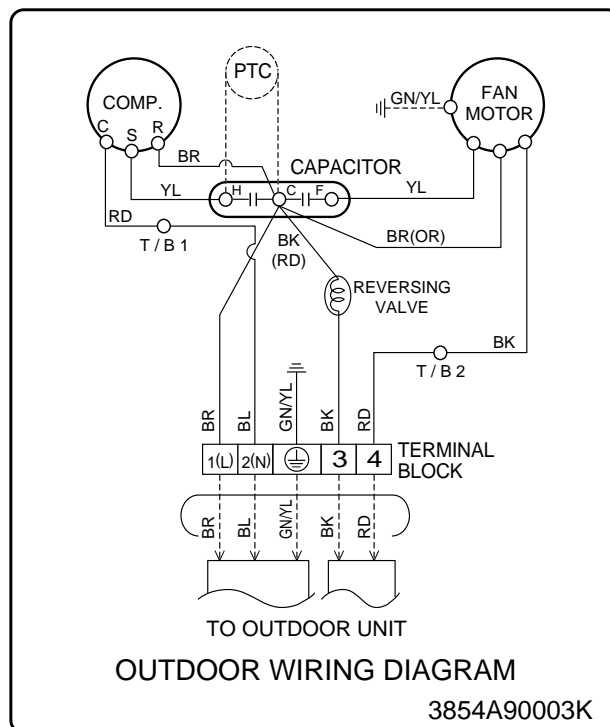 PTC
COMP.
C
S
R
GN/YL
FAN
MOTOR
BR
CAPACITOR
YL
H
C
F
YL
RD
T / B 1
BK
(RD)
BR(OR)
REVERSING
VALVE
BK
T / B 2
BR
BL
GN/YL
BK
RD
1(L)
2(N)
3
4
TERMINAL
BLOCK
BR
BL
GN/YL
BK
RD
TO OUTDOOR UNIT
OUTDOOR WIRING DIAGRAM
3854A90003K